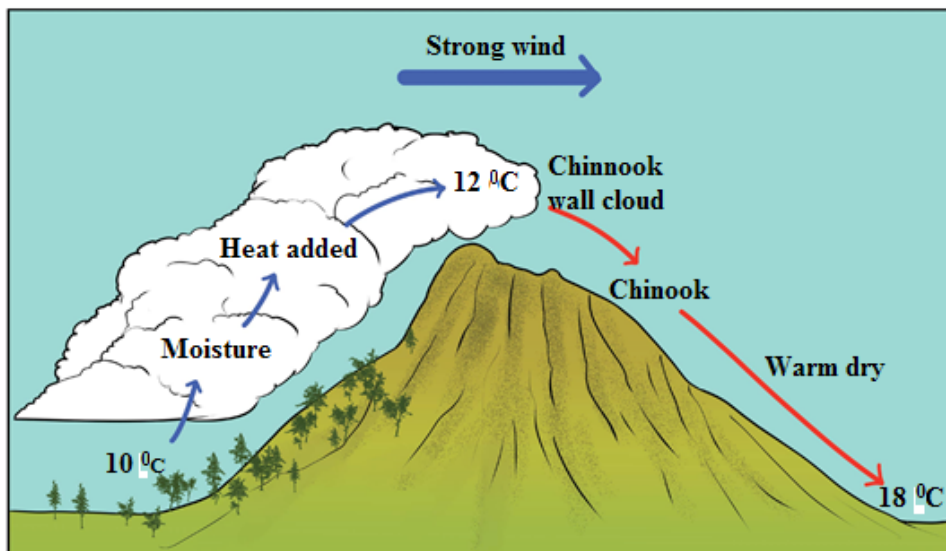 Strong wind
Chinnook
wall cloud
12 ⁰C
Heat added
Chinook
Moisture
Warm dry
10 ⁰C
18 ⁰C